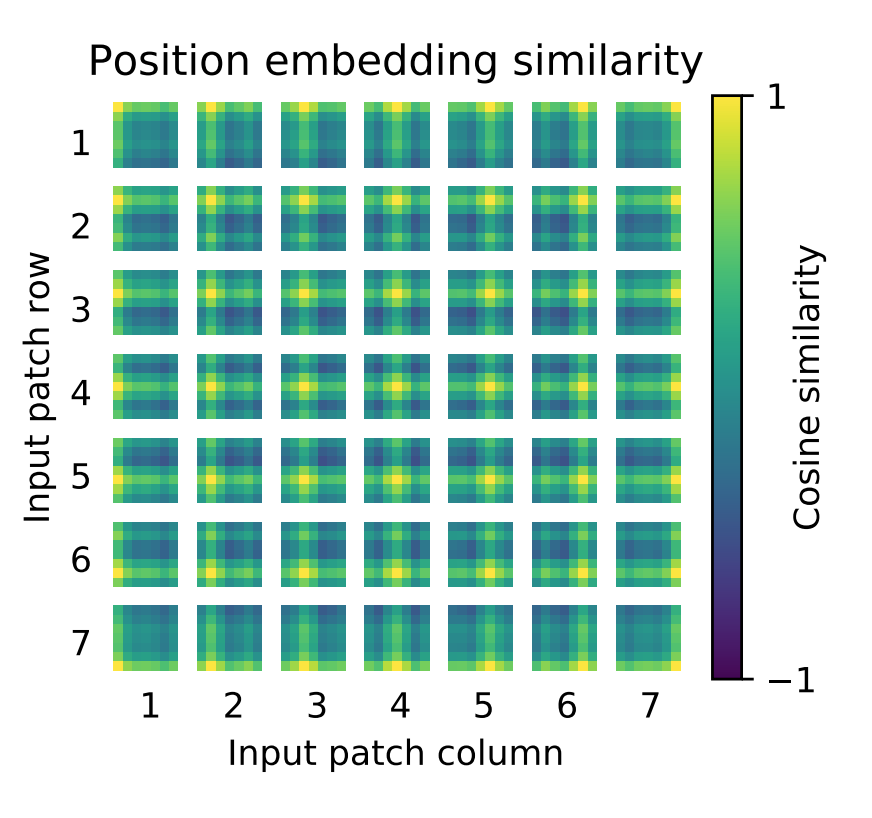 Position embedding similarity
1
2
3
4
5
6
7
Input patch row
1 2 3 4 5 6 7
Input patch column
1
−1
Cosine similarity